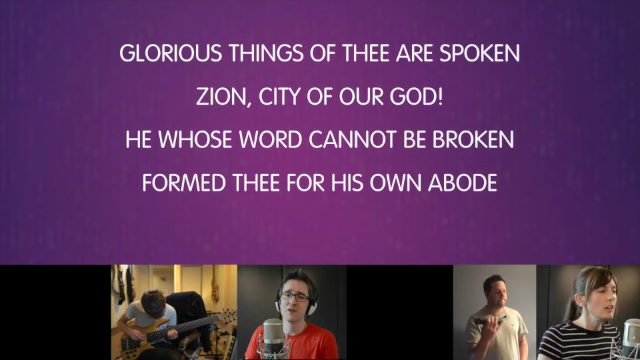 GLORIOUS THINGS OF THEE ARE SPOKEN
ZION, CITY OF OUR GOD!
HE WHOSE WORD CANNOT BE BROKEN
FORMED THEE FOR HIS OWN ABODE